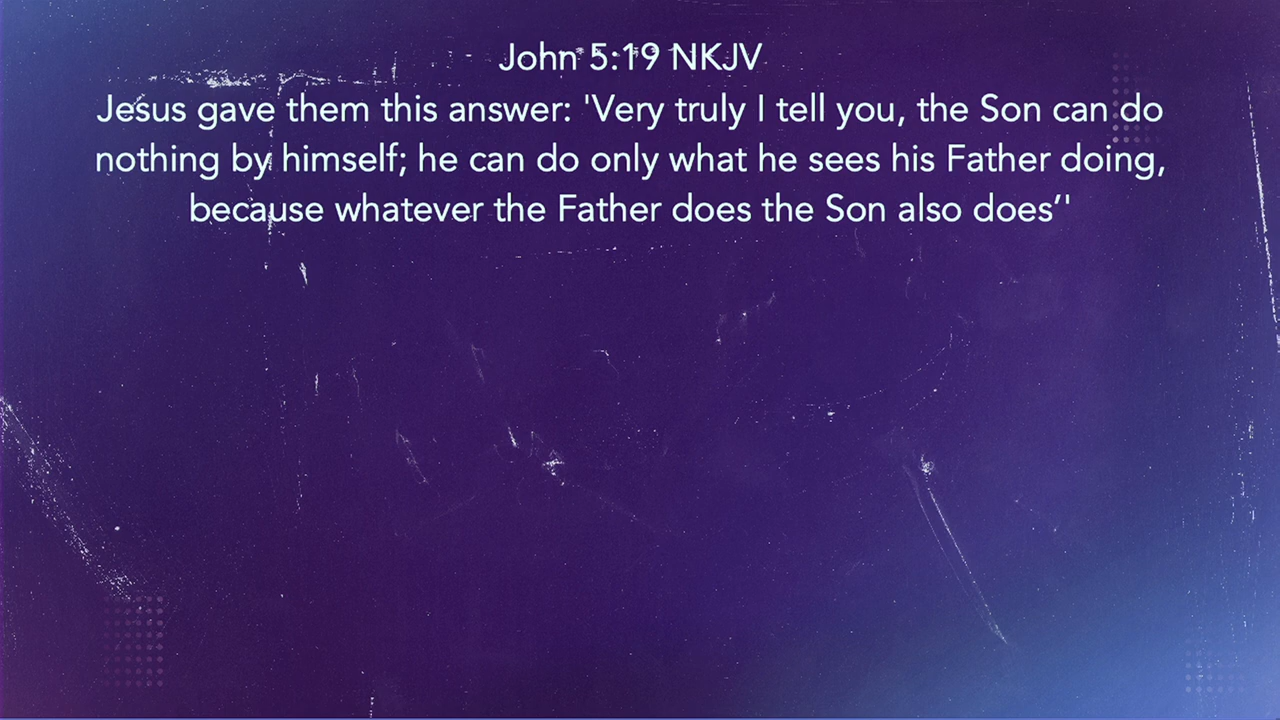 John 5:19 NKJV
Jesus gave them this answer: 'Very truly I tell you, the Son can do
nothing by himself; he can do only what he sees his Father doing,
because whatever the Father does the Son also does’'